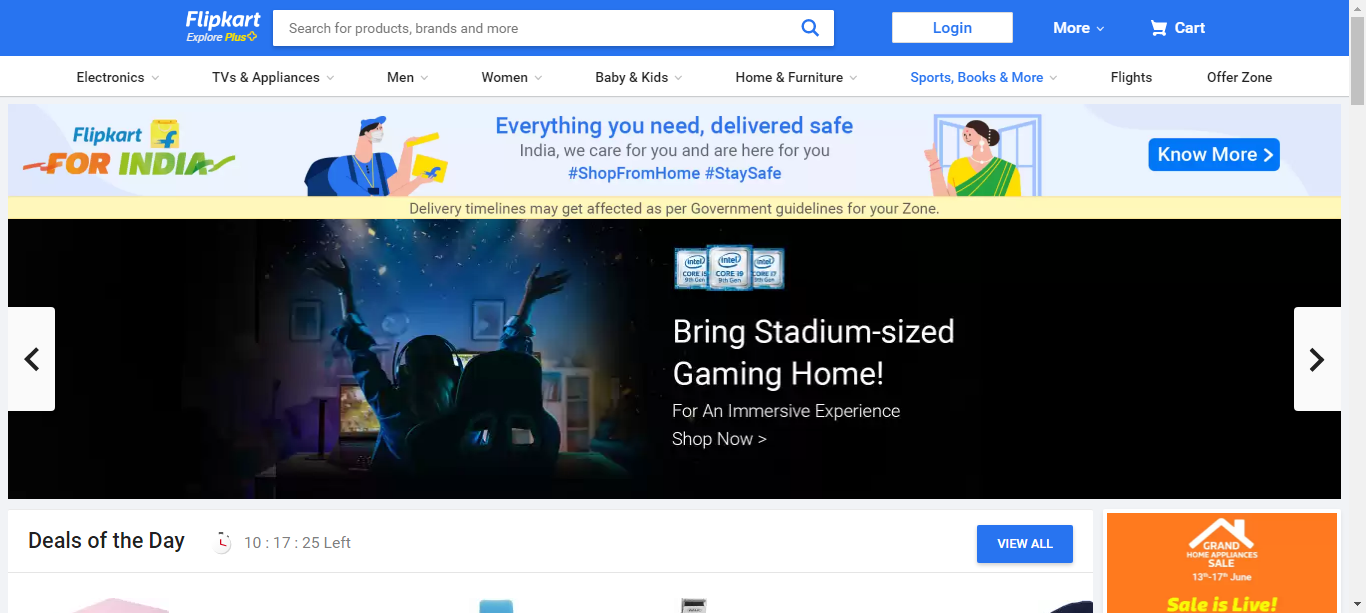 Flipkart
Explore Plus
Search for products, brands and more
Login
More
Cart
Electronics
TVs & Appliances
Men
Women
Baby & Kids
Home & Furniture
Sports, Books & More
Flights
Offer Zone
Flipkart
FOR INDIA
Everything you need, delivered safe
India, we care for you and are here for you
#ShopFromHome #StaySafe
Know More >
Delivery timelines may get affected as per Government guidelines for your Zone.
intel CORE i5 9th Gen
intel CORE i9 9th Gen
intel CORE i7 9th Gen
Bring Stadium-sized
Gaming Home!
For An Immersive Experience
Shop Now >
Deals of the Day
10 : 17 : 25 Left
VIEW ALL
GRAND
HOME APPLIANCES
SALE
13th-17th June
Sale is Live!